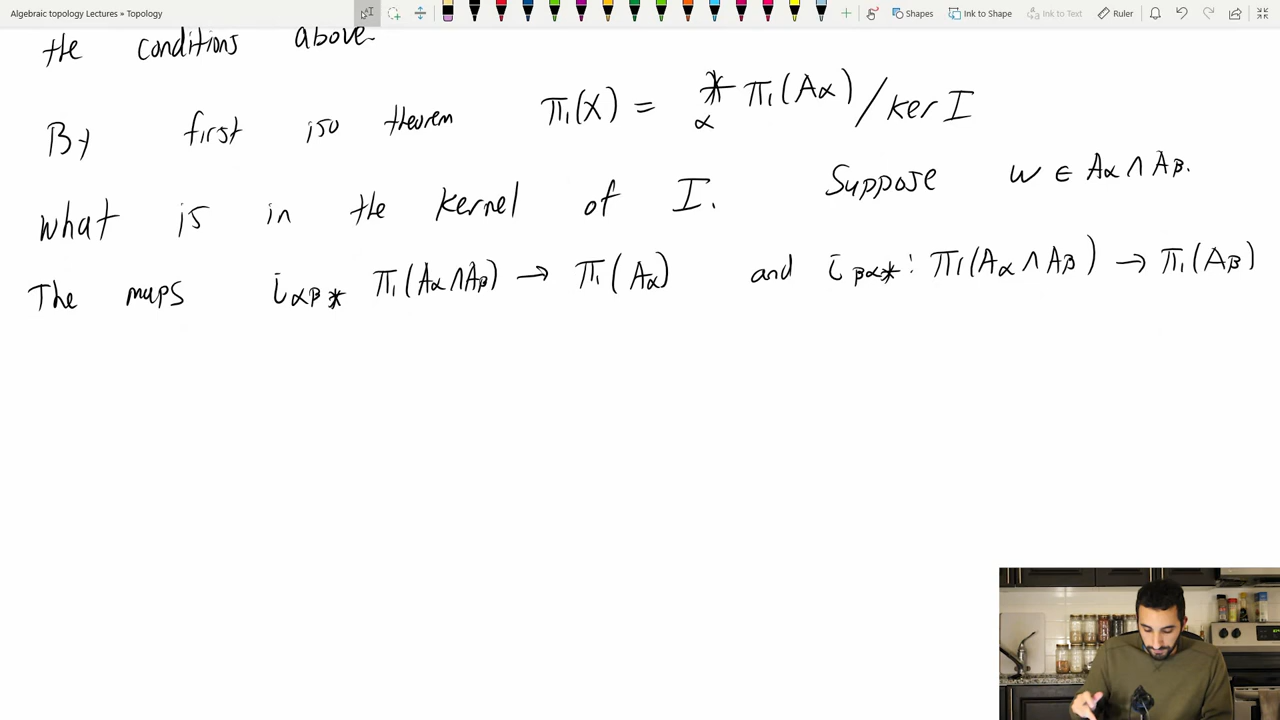 Algebraic topology Lectures » Topology
Shapes Ink to Shape Ink to Text Ruler
the conditions above.
By first iso theorem π₁(X) = *α π₁(Aα)/ker I
what is in the kernel of I. Suppose w ∈ Aα ∩ Aβ.
The maps iαβ* π₁(Aα∩Aβ) → π₁(Aα) and iβα*: π1(Aα ∩ Aβ) → π₁(Aβ)